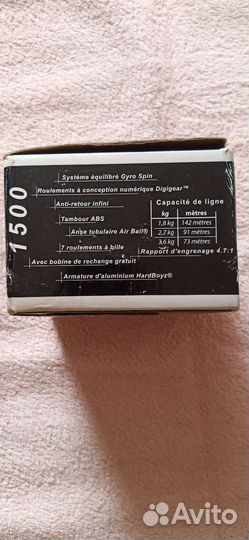 1500
Système équilibré Gyro Spin
Roulements à conception numérique Digigear™
Anti-retour infini
Tambour ABS
Anse tubulaire Air Bail®
7 roulements à bille
Avec bobine de rechange gratuit
Armature d'aluminium HardBoyz®
Capacité de ligne
kg mètres
1,8 kg 142 mètres
2,7 kg 91 mètres
3,6 kg 73 mètres
Rapport d'engrenage 4.7:1
Avito